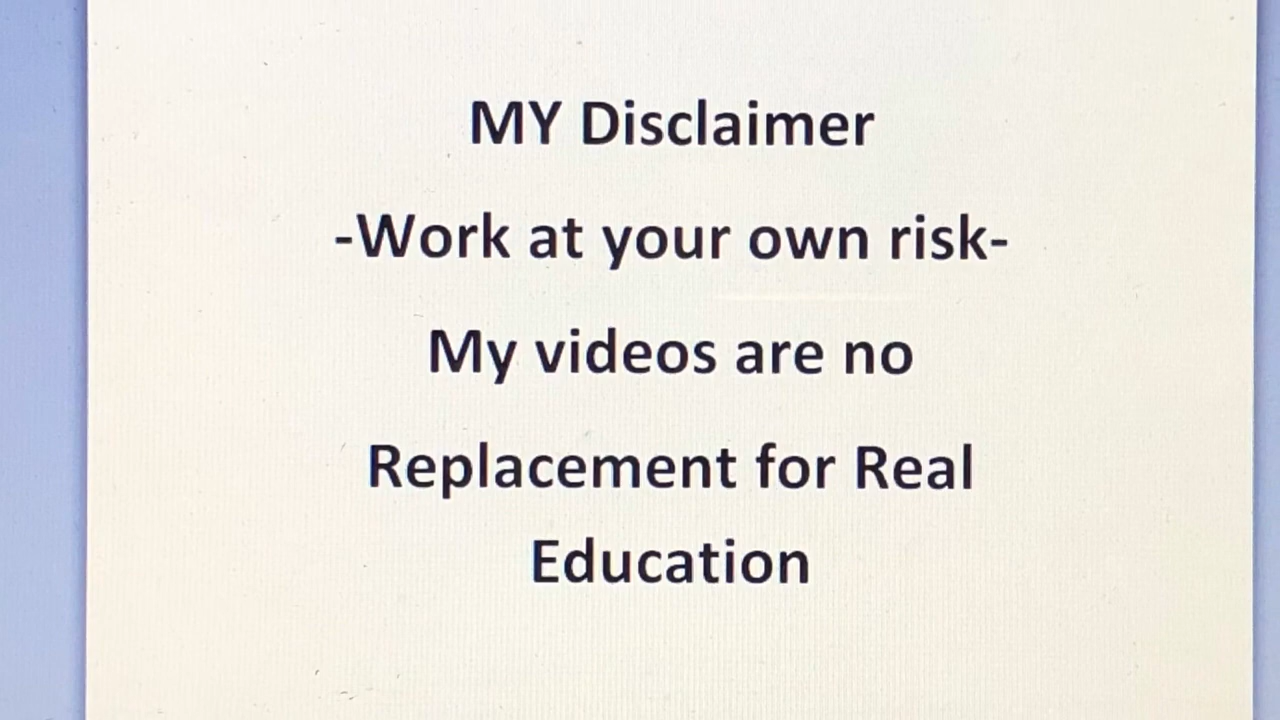 MY Disclaimer
-Work at your own risk-
My videos are no
Replacement for Real
Education